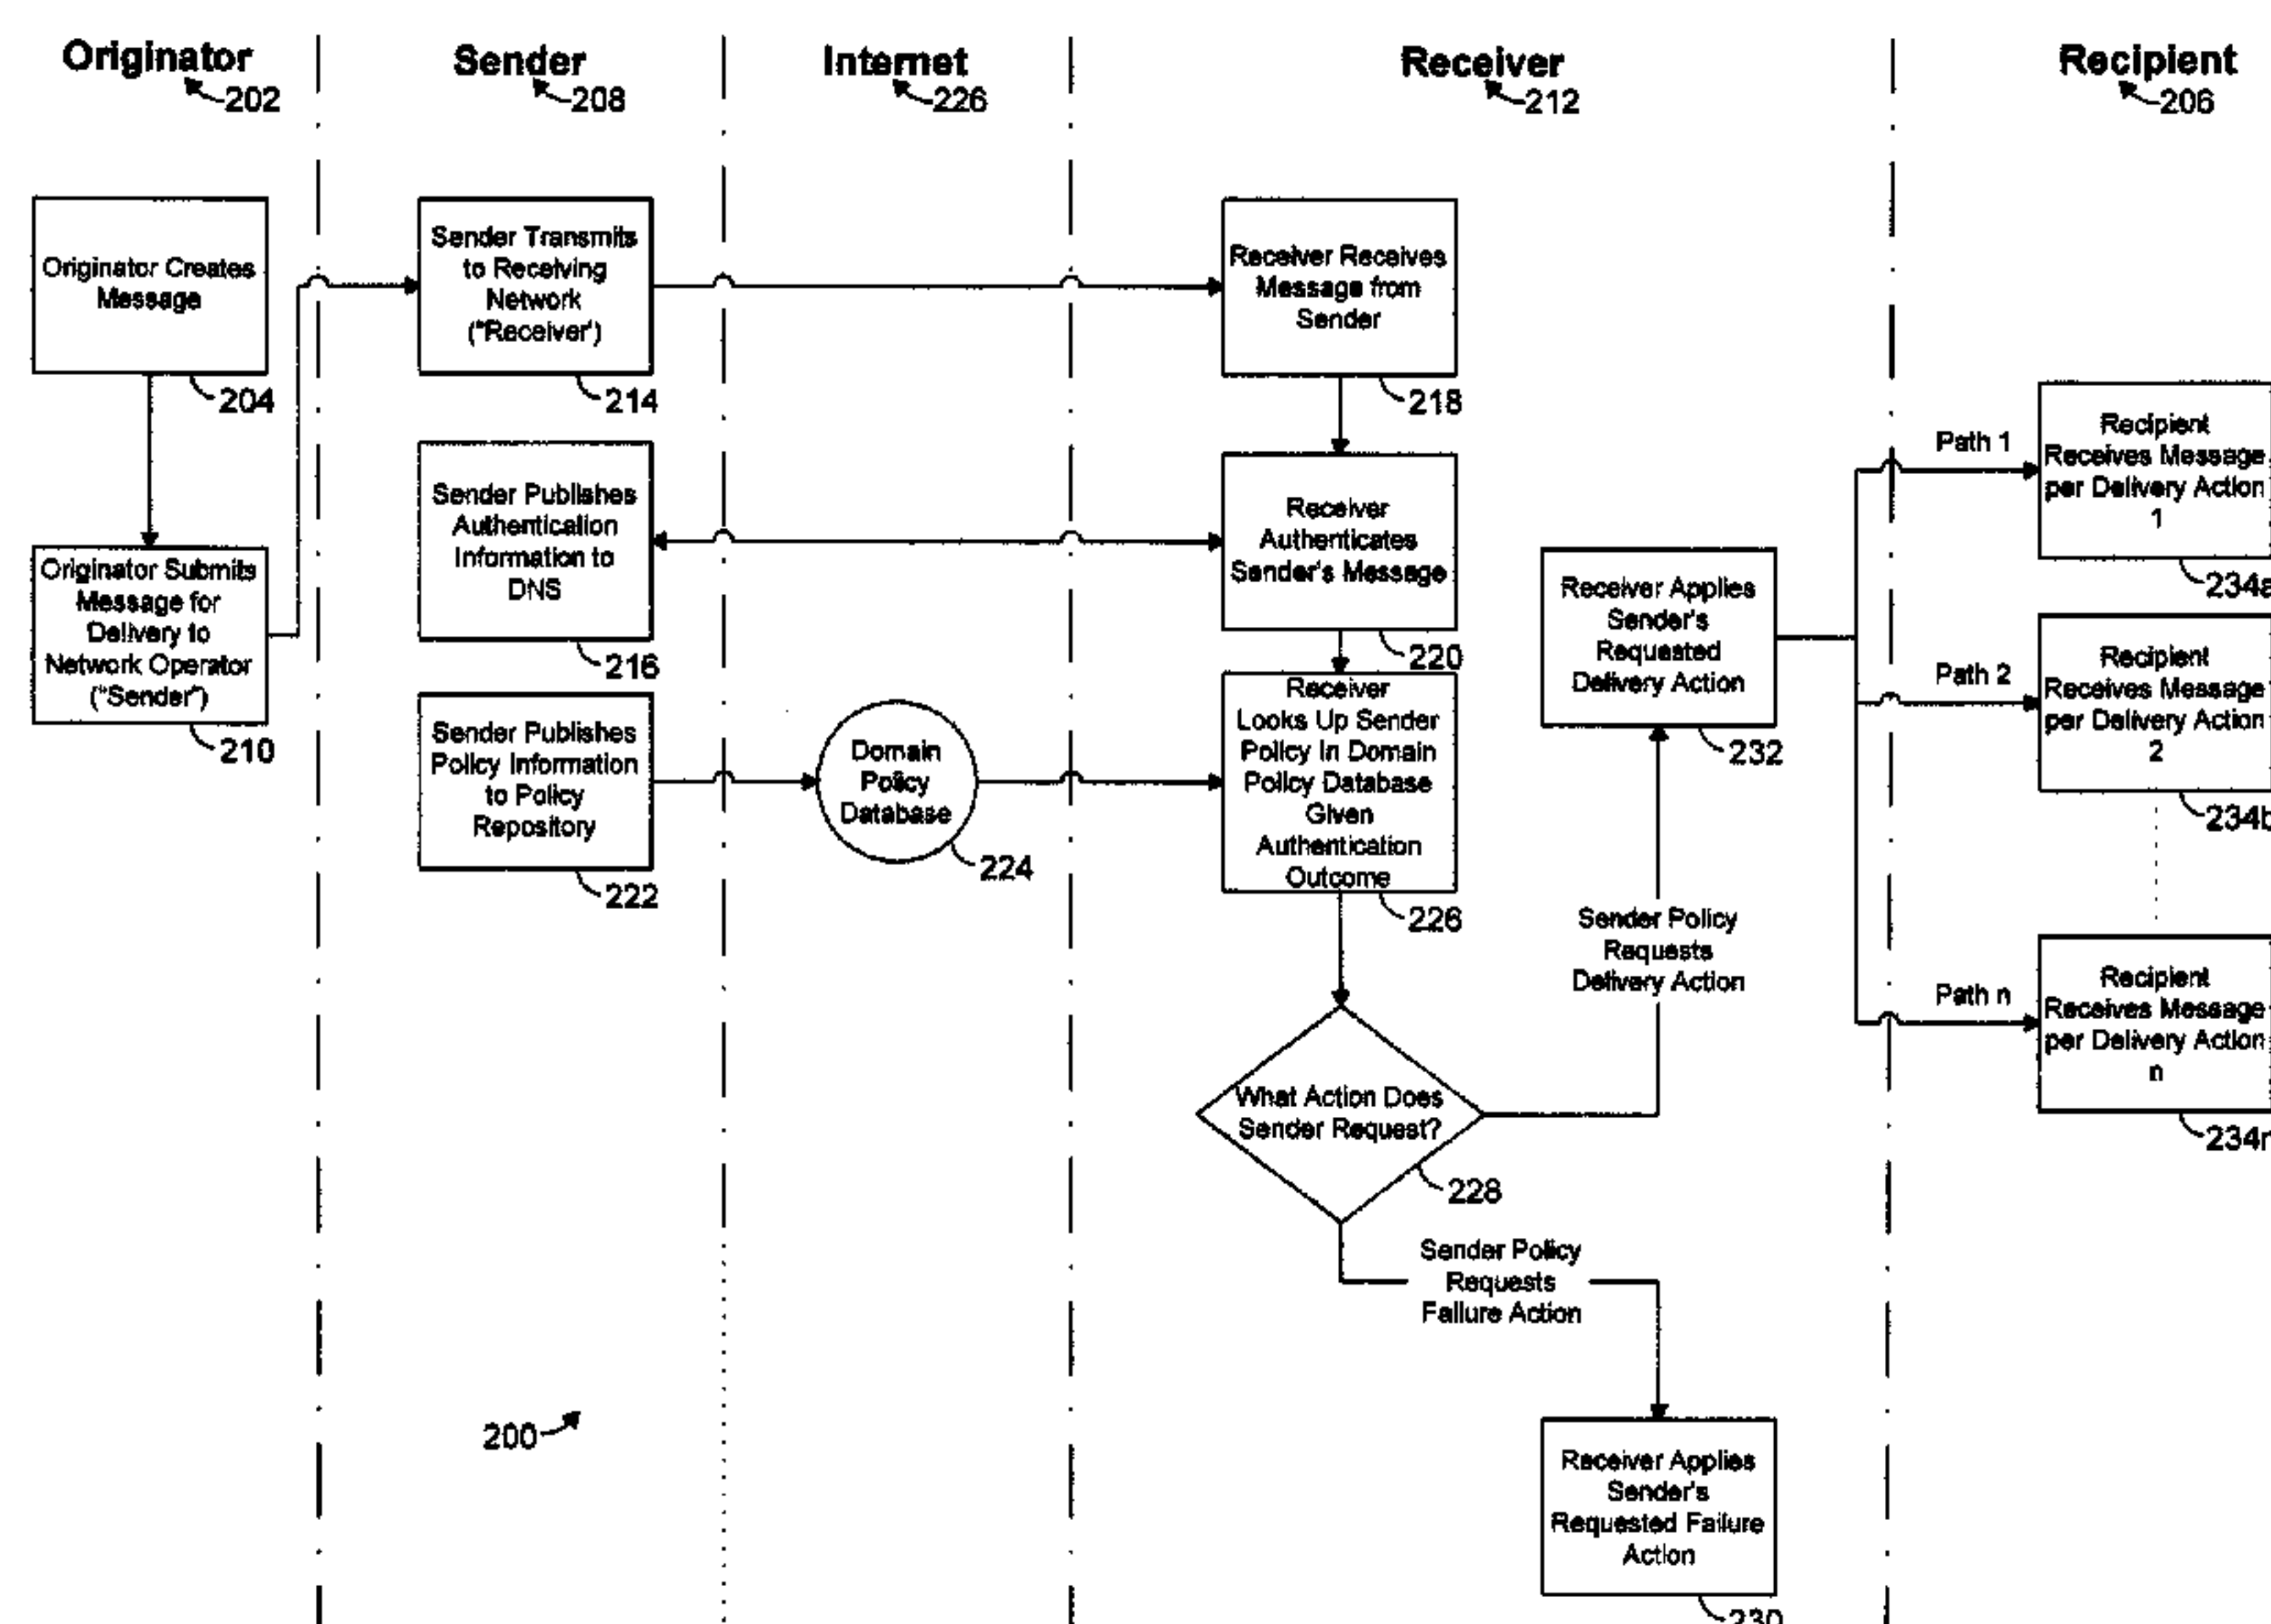 Originator
202
Sender
208
Internet
226
Receiver
212
Recipient
206
Originator Creates
Message
204
Originator Submits
Message for
Delivery to
Network Operator
("Sender")
210
Sender Transmits
to Receiving
Network
("Receiver')
214
Sender Publishes
Authentication
Information to
DNS
216
Sender Publishes
Policy Information
to Policy
Repository
222
Domain
Policy
Database
224
Receiver Receives
Message from
Sender
218
Receiver
Authenticates
Sender's Message
220
Receiver
Looks Up Sender
Policy In Domain
Policy Database
Given
Authentication
Outcome
226
What Action Does
Sender Request?
228
Sender Policy
Requests
Delivery Action
Sender Policy
Requests
Failure Action
Receiver Applies
Sender's
Requested
Delivery Action
232
Receiver Applies
Sender's
Requested Failure
Action
230
Path 1
Recipient
Receives Message
per Delivery Action
1
234a
Path 2
Recipient
Receives Message
per Delivery Action
2
234b
Path n
Recipient
Receives Message
per Delivery Action
n
234n
200